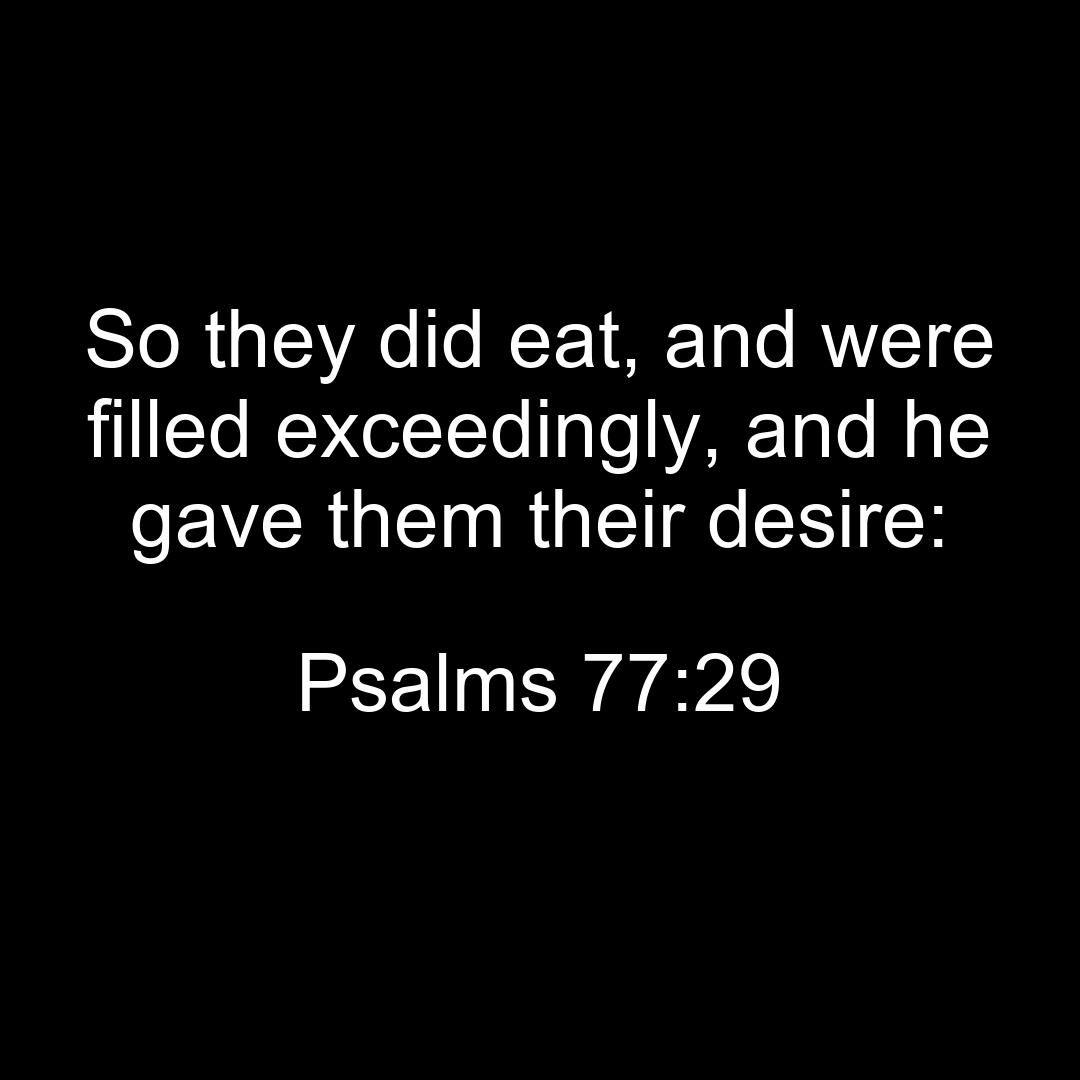 So they did eat, and were
filled exceedingly, and he
gave them their desire:
Psalms 77:29